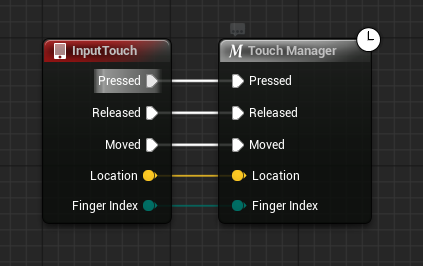 InputTouch
Pressed
Released
Moved
Location
Finger Index
Touch Manager
Pressed
Released
Moved
Location
Finger Index